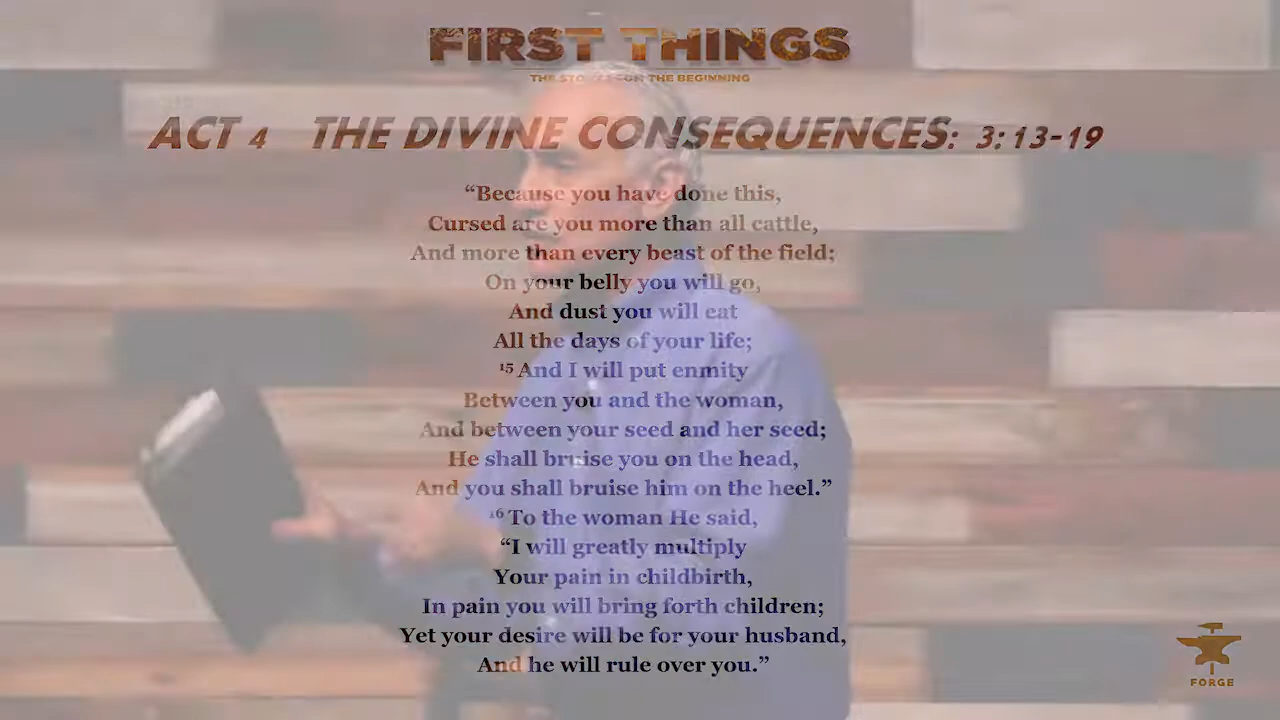 FIRST THINGS
THE STORIES FROM THE BEGINNING
ACT 4 THE DIVINE CONSEQUENCES: 3:13-19
“Because you have done this,
Cursed are you more than all cattle,
And more than every beast of the field;
On your belly you will go,
And dust you will eat
All the days of your life;
¹⁵ And I will put enmity
Between you and the woman,
And between your seed and her seed;
He shall bruise you on the head,
And you shall bruise him on the heel.”
¹⁶ To the woman He said,
“I will greatly multiply
Your pain in childbirth,
In pain you will bring forth children;
Yet your desire will be for your husband,
And he will rule over you.”
FORGE